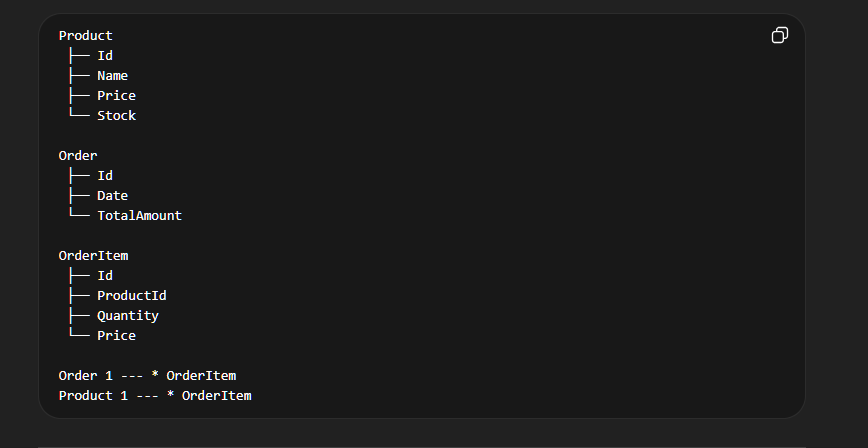 Product
├── Id
├── Name
├── Price
└── Stock
Order
├── Id
├── Date
└── TotalAmount
OrderItem
├── Id
├── ProductId
├── Quantity
└── Price
Order 1 --- * OrderItem
Product 1 --- * OrderItem